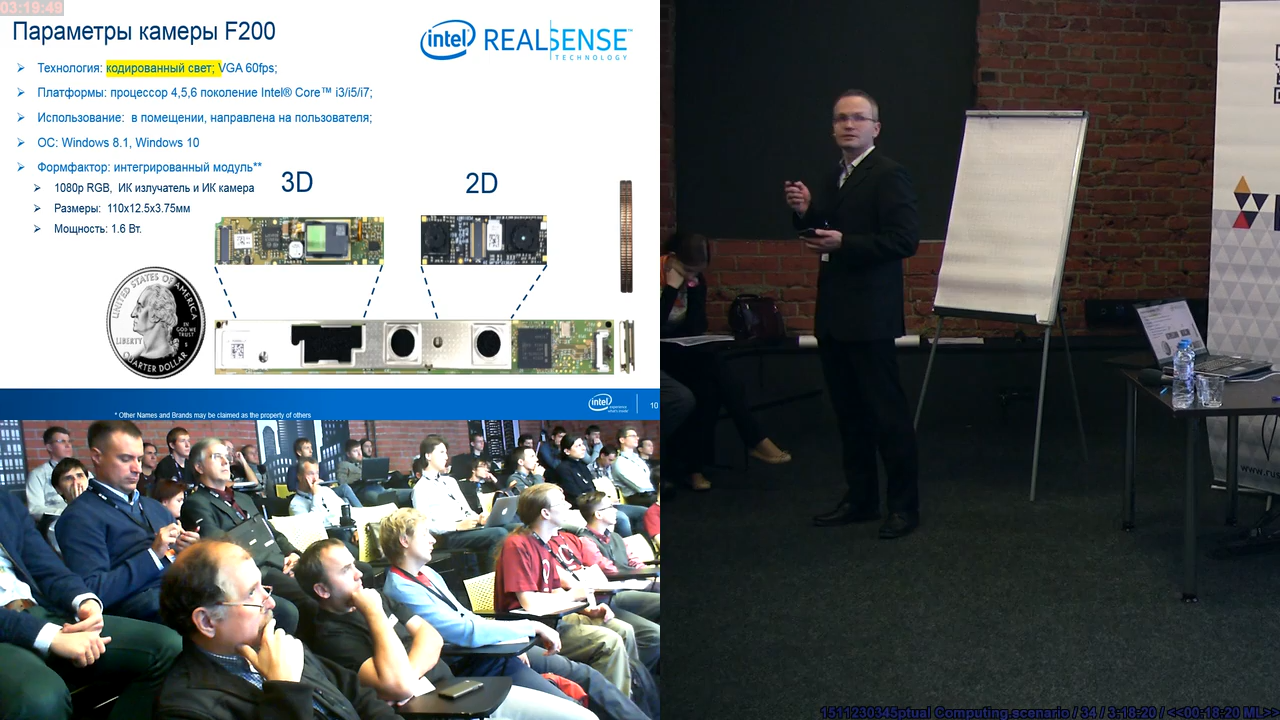 03:19:49
Параметры камеры F200
intel REALSENSE™
TECHNOLOGY
Технология: кодированный свет; VGA 60fps;
Платформы: процессор 4,5,6 поколение Intel® Core™ i3/i5/i7;
Использование: в помещении, направлена на пользователя;
ОС: Windows 8.1, Windows 10
Формфактор: интегрированный модуль**
1080p RGB, ИК излучатель и ИК камера
Размеры: 110x12.5x3.75мм
Мощность: 1.6 Вт.
3D
2D
UNITED STATES OF AMERICA
LIBERTY
IN GOD WE TRUST
QUARTER DOLLAR
* Other Names and Brands may be claimed as the property of others
intel
10
1511230345ptual Computing scenario / 34 / 3:18:20 / <<00:18:20 ML>>